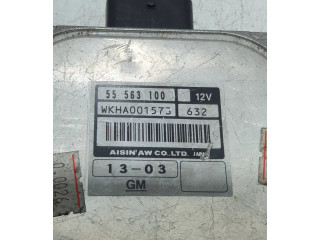 55 563 100 12V
WKHA001573 632
AISIN AW CO.,LTD.
13-03
GM